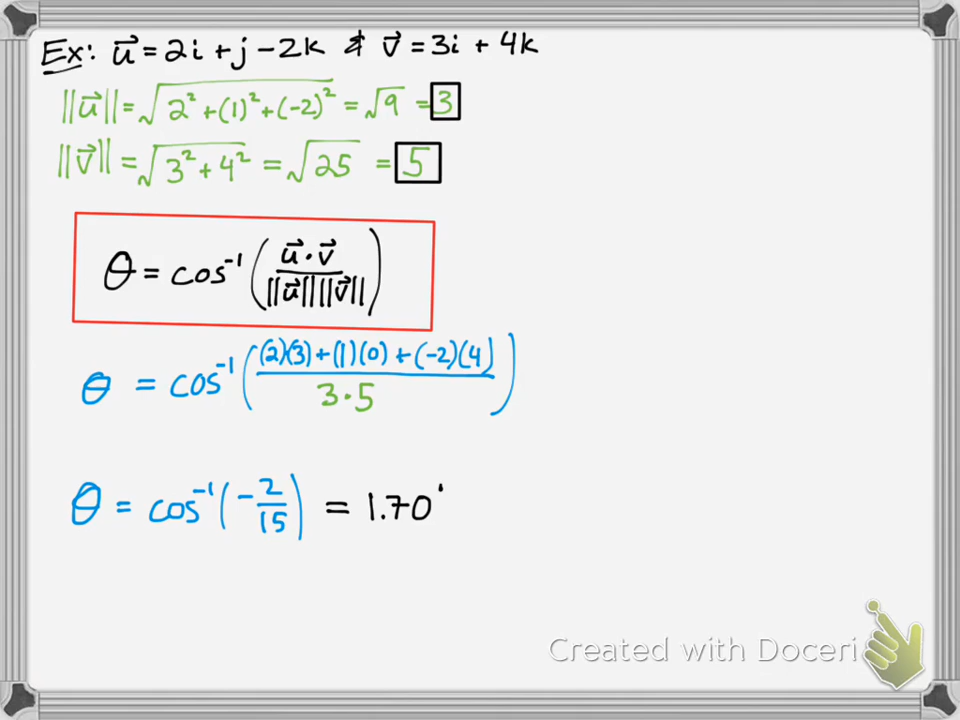 Ex: u⃗ = 2i + j - 2k & v⃗ = 3i + 4k
||u⃗|| = √(2² + (1)² + (-2)²) = √9 = 3
||v⃗|| = √(3² + 4²) = √25 = 5
θ = cos⁻¹(u⃗ · v⃗ / ||u⃗|| ||v⃗||)
θ = cos⁻¹((2)(3) + (1)(0) + (-2)(4) / 3 · 5)
θ = cos⁻¹(-2/15) = 1.70'
Created with Doceri